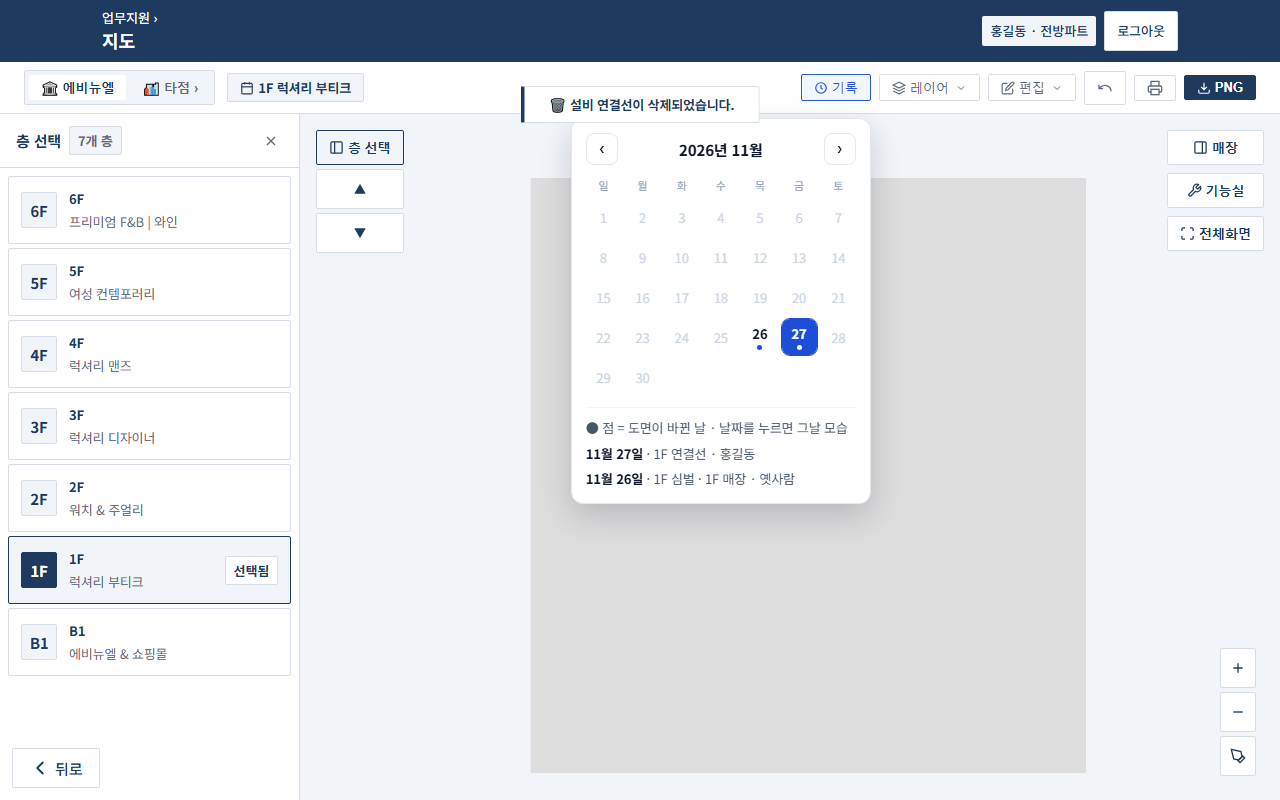 업무지원 ›
지도
홍길동 · 전방파트
로그아웃
에비뉴엘
타점 ›
1F 럭셔리 부티크
설비 연결선이 삭제되었습니다.
기록
레이어
편집
PNG
층 선택
7개 층
×
6F
6F
프리미엄 F&B | 와인
5F
5F
여성 컨템포러리
4F
4F
럭셔리 맨즈
3F
3F
럭셔리 디자이너
2F
2F
워치 & 주얼리
1F
1F
럭셔리 부티크
선택됨
B1
B1
에비뉴엘 & 쇼핑몰
뒤로
층 선택
▲
▼
‹
2026년 11월
›
일 월 화 수 목 금 토
1 2 3 4 5 6 7
8 9 10 11 12 13 14
15 16 17 18 19 20 21
22 23 24 25 26 27 28
29 30
● 점 = 도면이 바뀐 날 · 날짜를 누르면 그날 모습
11월 27일 · 1F 연결선 · 홍길동
11월 26일 · 1F 심벌 · 1F 매장 · 옛사람
매장
기능실
전체화면
+
−